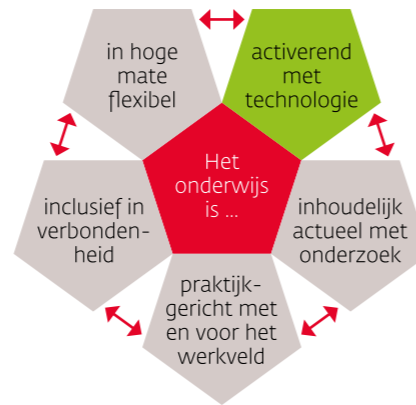 in hoge
mate
flexibel
activerend
met
technologie
Het
onderwijs
is ...
inclusief in
verbonden-
heid
inhoudelijk
actueel met
onderzoek
praktijk-
gericht met
en voor het
werkveld